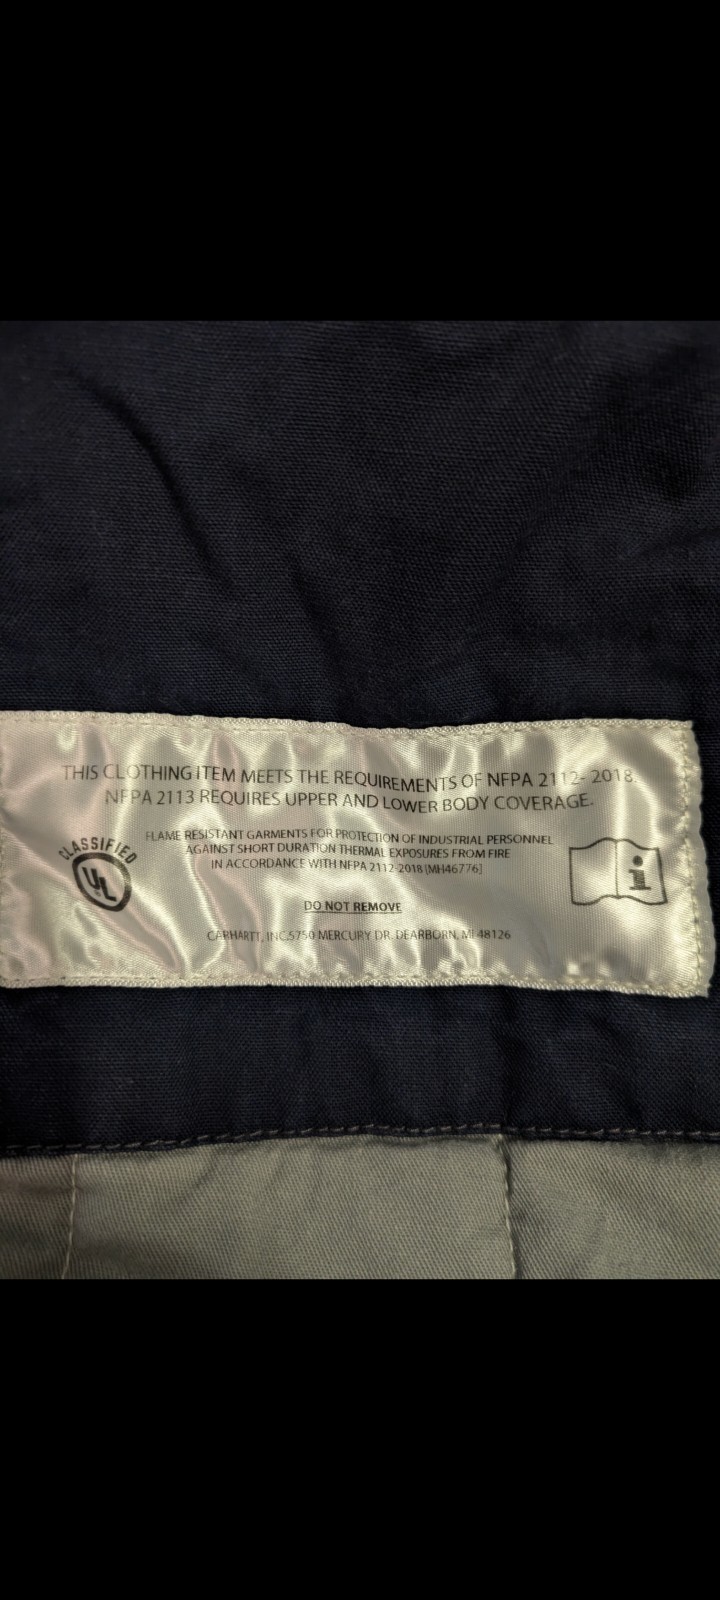 THIS CLOTHING ITEM MEETS THE REQUIREMENTS OF NFPA 2112- 2018.
NFPA 2113 REQUIRES UPPER AND LOWER BODY COVERAGE.
FLAME RESISTANT GARMENTS FOR PROTECTION OF INDUSTRIAL PERSONNEL
AGAINST SHORT DURATION THERMAL EXPOSURES FROM FIRE
IN ACCORDANCE WITH NFPA 2112-2018 [MH46776]
CLASSIFIED
UL
i
DO NOT REMOVE
CARHARTT, INC.5750 MERCURY DR. DEARBORN, MI 48126